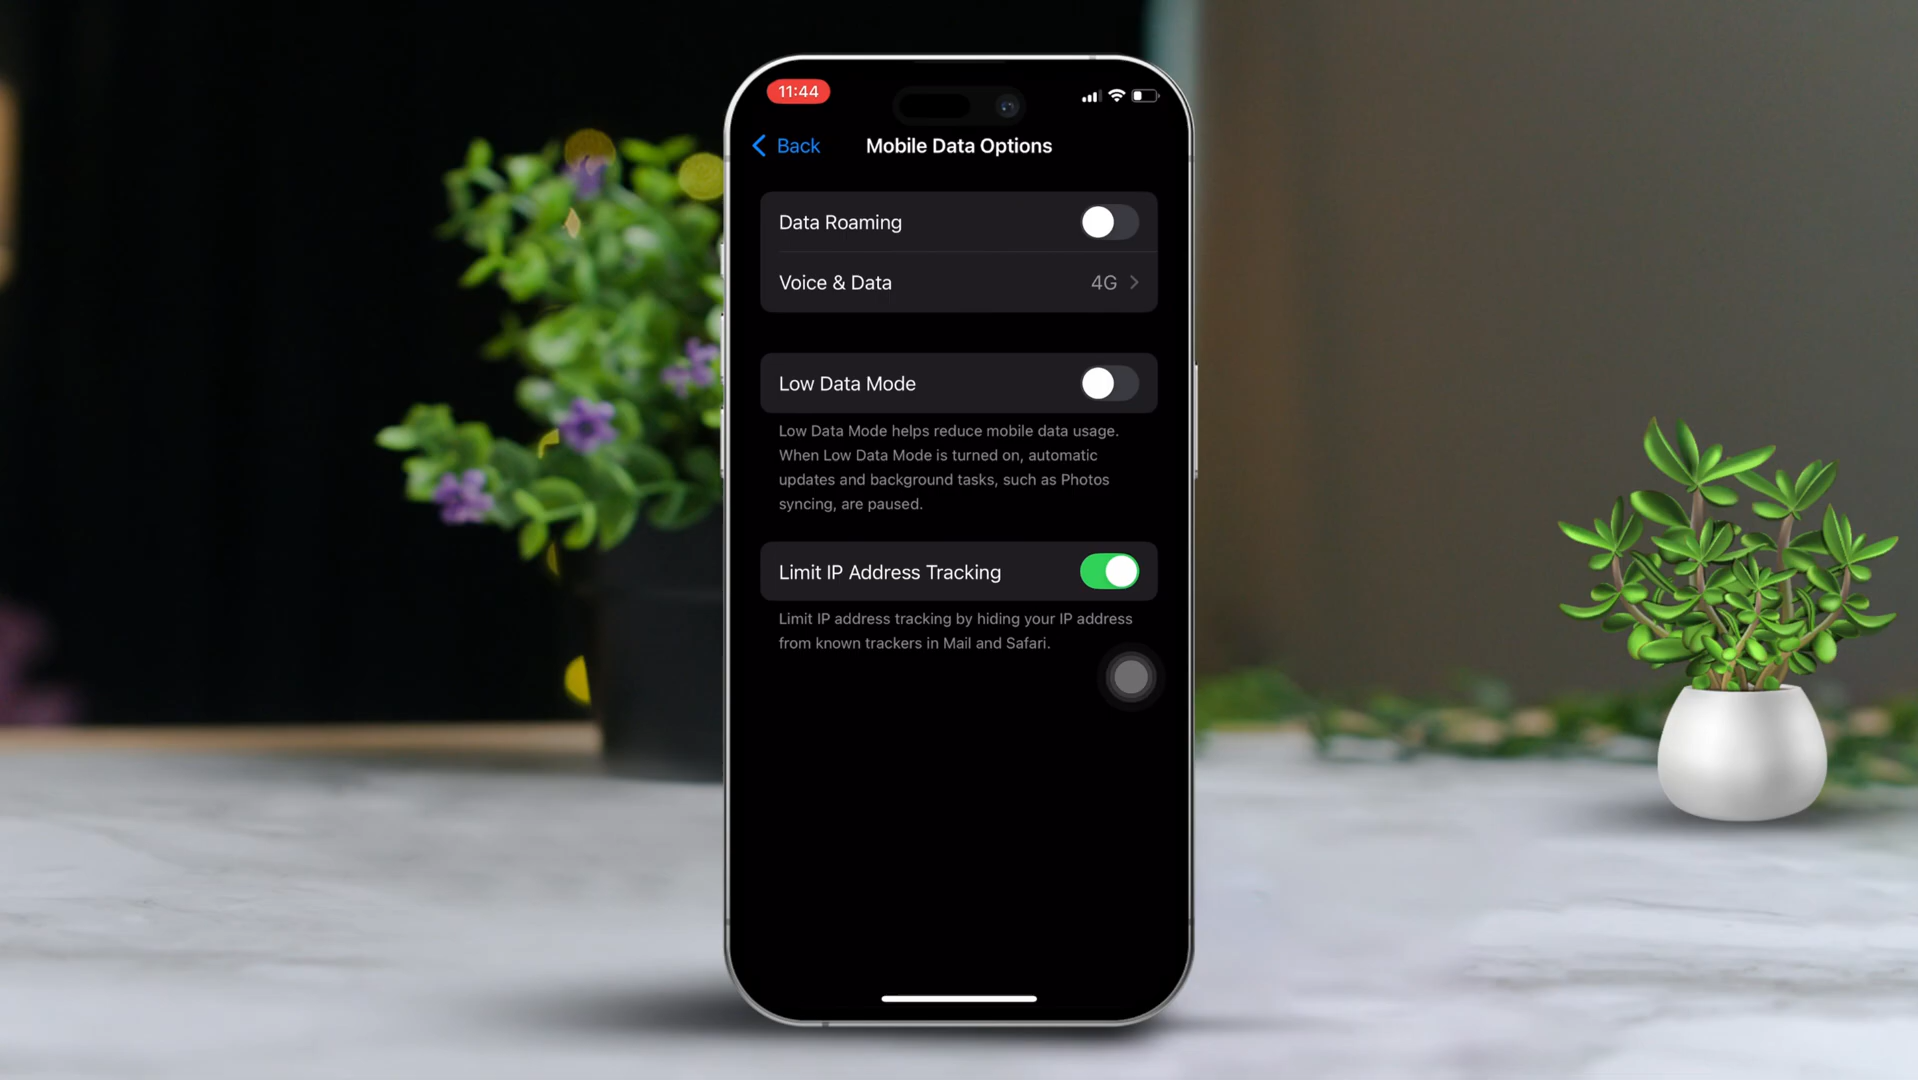 11:44
Back
Mobile Data Options
Data Roaming
Voice & Data 4G
Low Data Mode
Low Data Mode helps reduce mobile data usage.
When Low Data Mode is turned on, automatic
updates and background tasks, such as Photos
syncing, are paused.
Limit IP Address Tracking
Limit IP address tracking by hiding your IP address
from known trackers in Mail and Safari.